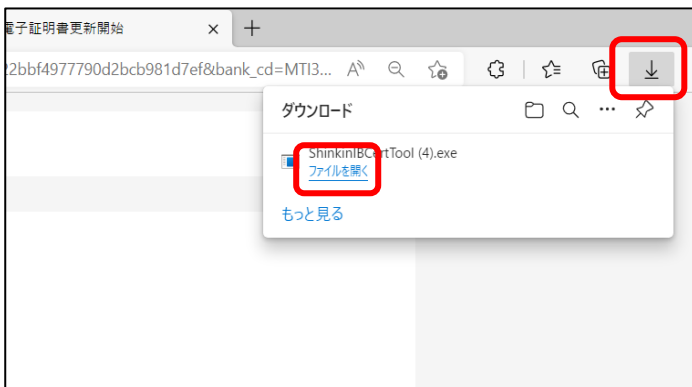 電子証明書更新開始
22bbf4977790d2bcb981d7ef&bank_cd=MTI3...
ダウンロード
ShinkinIBCertTool (4).exe
ファイルを開く
もっと見る